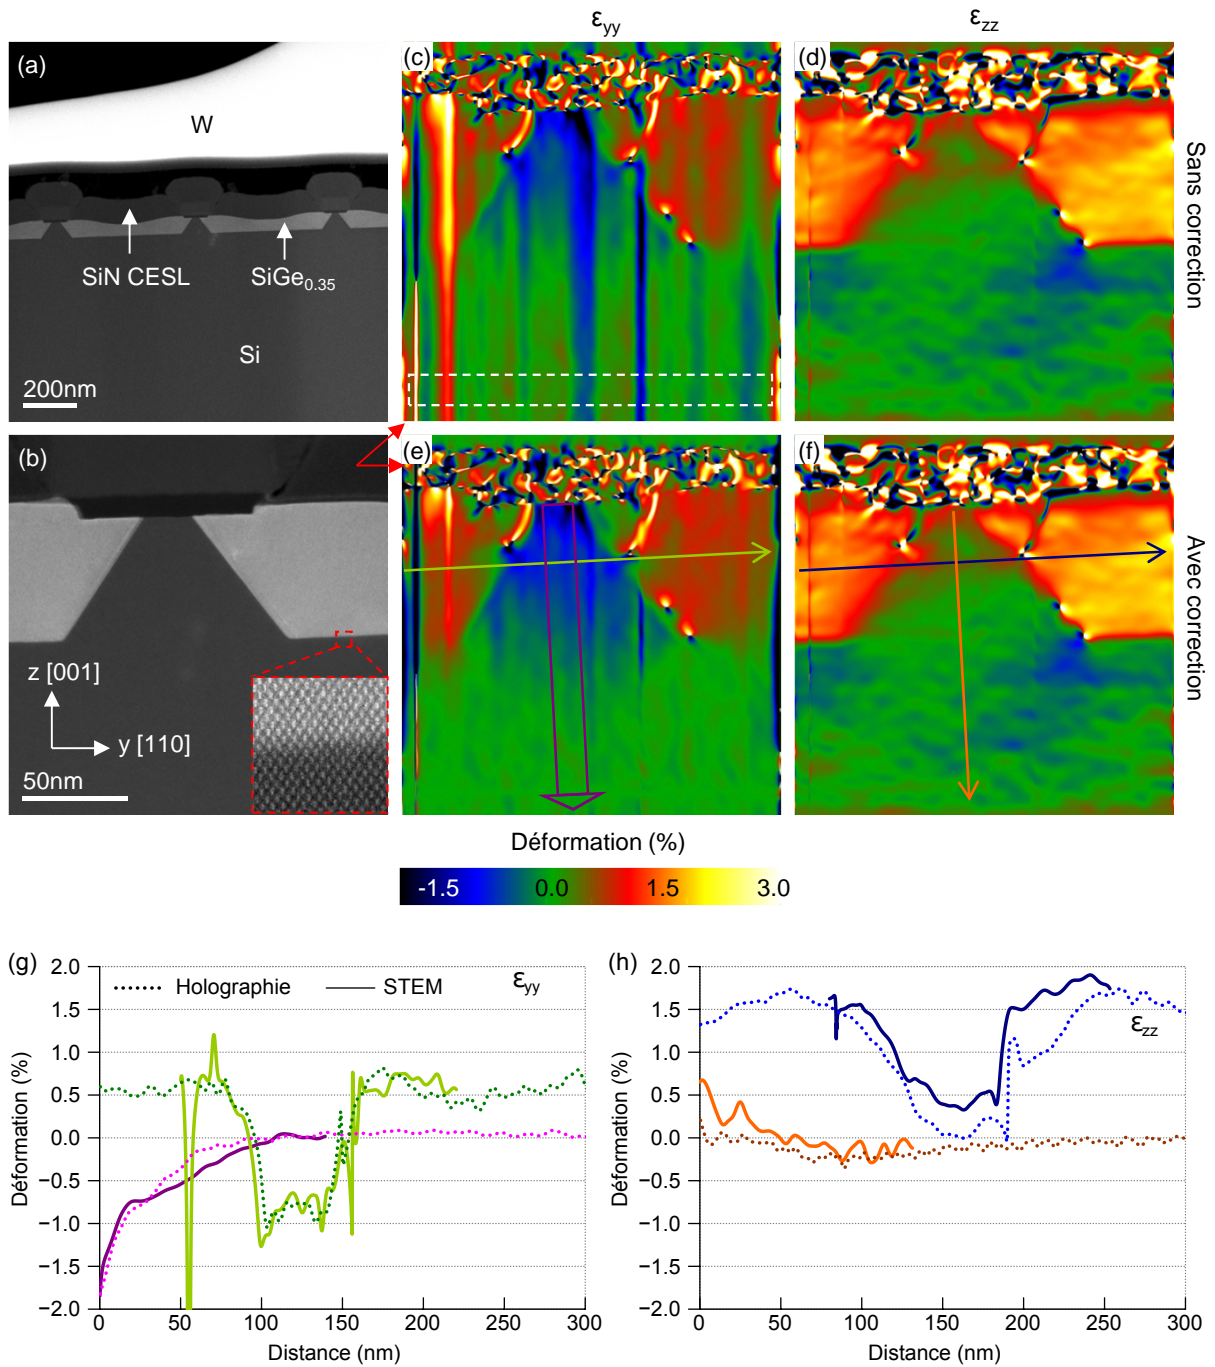 εyy
εzz
(a)
W
SiN CESL
SiGe0.35
Si
200nm
(c)
(d)
Sans correction
(b)
z [001]
y [110]
50nm
(e)
(f)
Avec correction
Déformation (%)
-1.5 0.0 1.5 3.0
(g)
Holographie STEM εyy
2.0
1.5
1.0
0.5
0.0
−0.5
−1.0
−1.5
−2.0
Déformation (%)
0 50 100 150 200 250 300
Distance (nm)
(h)
εzz
2.0
1.5
1.0
0.5
0.0
−0.5
−1.0
−1.5
−2.0
Déformation (%)
0 50 100 150 200 250 300
Distance (nm)